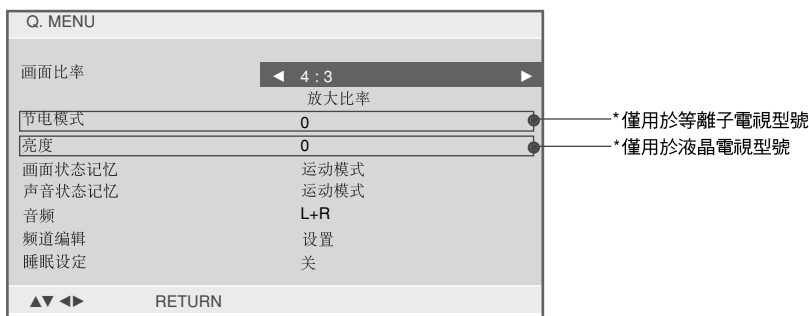 Q. MENU
画面比率 ◀ 4 : 3 ▶
放大比率
节电模式 0 *僅用於等離子電視型號
亮度 0 *僅用於液晶電視型號
画面状态记忆 运动模式
声音状态记忆 运动模式
音频 L+R
频道编辑 设置
睡眠设定 关
▲▼ ◀▶ RETURN